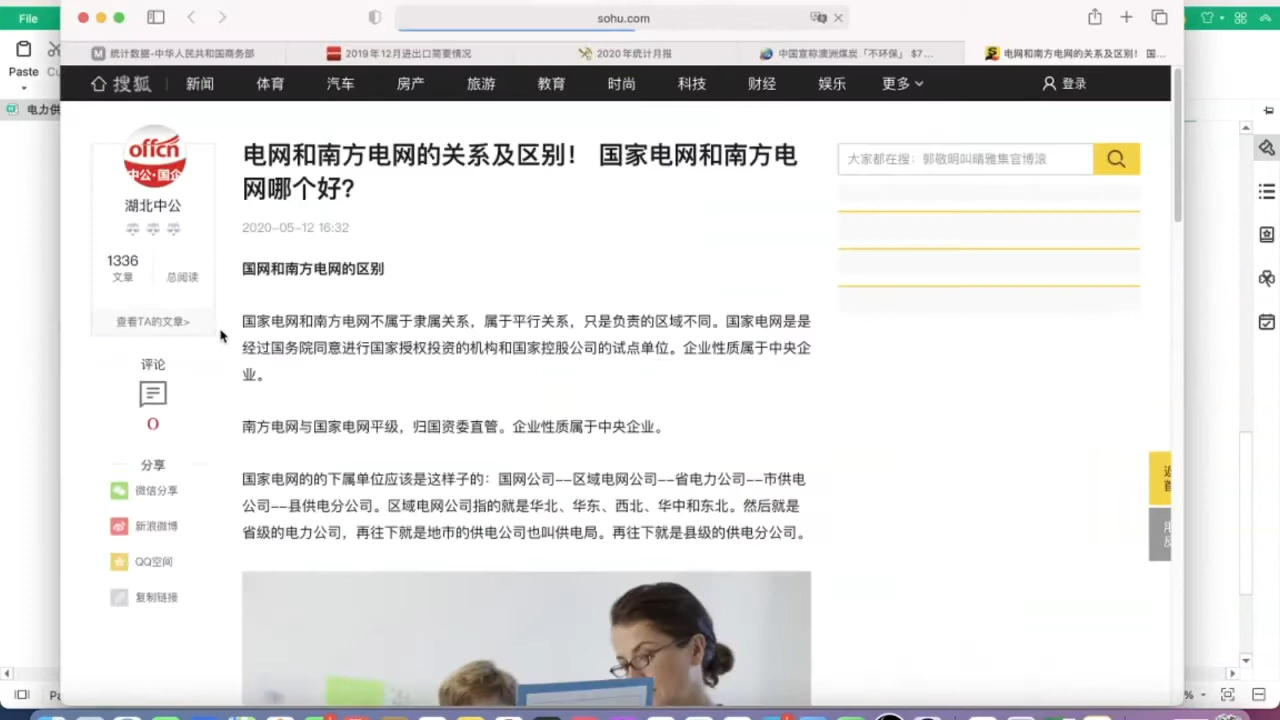 File
sohu.com
Paste
统计数据-中华人民共和国商务部
2019年12月进出口简要情况
2020年统计月报
中国宣称澳洲煤炭「不环保」 $7...
电网和南方电网的关系及区别！ 国...
搜狐
新闻
体育
汽车
房产
旅游
教育
时尚
科技
财经
娱乐
更多
登录
电力供
offcn
中公·国企
湖北中公
1336
文章
总阅读
查看TA的文章>
评论
0
分享
微信分享
新浪微博
QQ空间
复制链接
电网和南方电网的关系及区别！ 国家电网和南方电
网哪个好？
2020-05-12 16:32
国网和南方电网的区别
国家电网和南方电网不属于隶属关系，属于平行关系，只是负责的区域不同。国家电网是是
经过国务院同意进行国家授权投资的机构和国家控股公司的试点单位。企业性质属于中央企
业。
南方电网与国家电网平级，归国资委直管。企业性质属于中央企业。
国家电网的的下属单位应该是这样子的：国网公司--区域电网公司--省电力公司--市供电
公司--县供电分公司。区域电网公司指的就是华北、华东、西北、华中和东北。然后就是
省级的电力公司，再往下就是地市的供电公司也叫供电局。再往下就是县级的供电分公司。
大家都在搜：郭敬明叫晴雅集官博滚
%